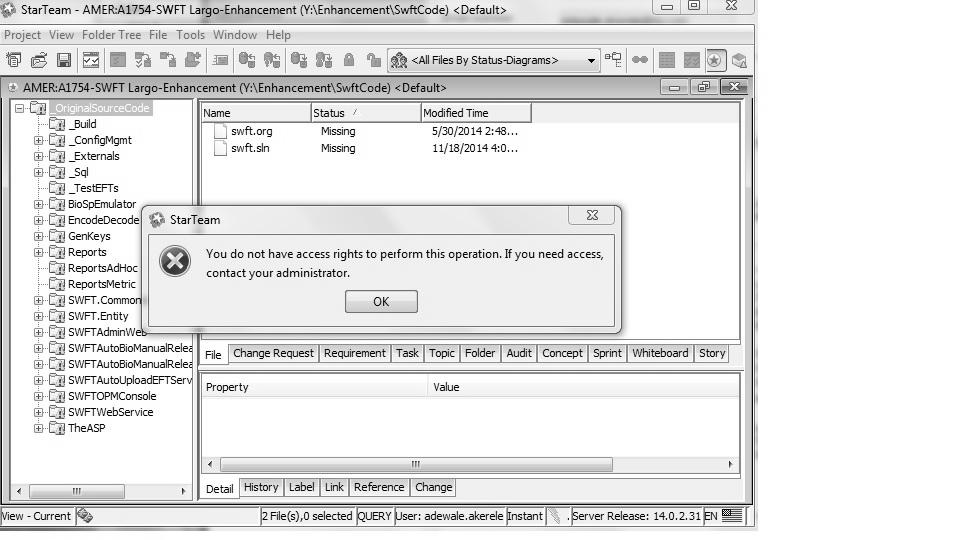 StarTeam - AMER:A1754-SWFT Largo-Enhancement (Y:\Enhancement\SwftCode) <Default>
Project View Folder Tree File Tools Window Help
<All Files By Status-Diagrams>
AMER:A1754-SWFT Largo-Enhancement (Y:\Enhancement\SwftCode) <Default>
_OriginalSourceCode
_Build
_ConfigMgmt
_Externals
_Sql
_TestEFTs
BioSpEmulator
EncodeDecode
GenKeys
Reports
ReportsAdHoc
ReportsMetric
SWFT.Common
SWFT.Entity
SWFTAdminWeb
SWFTAutoBioManualRelea
SWFTAutoBioManualRelea
SWFTAutoUploadEFTServ
SWFTOPMConsole
SWFTWebService
TheASP
Name Status Modified Time
swft.org Missing 5/30/2014 2:48...
swft.sln Missing 11/18/2014 4:0...
StarTeam
You do not have access rights to perform this operation. If you need access,
contact your administrator.
OK
File Change Request Requirement Task Topic Folder Audit Concept Sprint Whiteboard Story
Property Value
Detail History Label Link Reference Change
View - Current 2 File(s),0 selected QUERY User: adewale.akerele Instant . Server Release: 14.0.2.31 EN